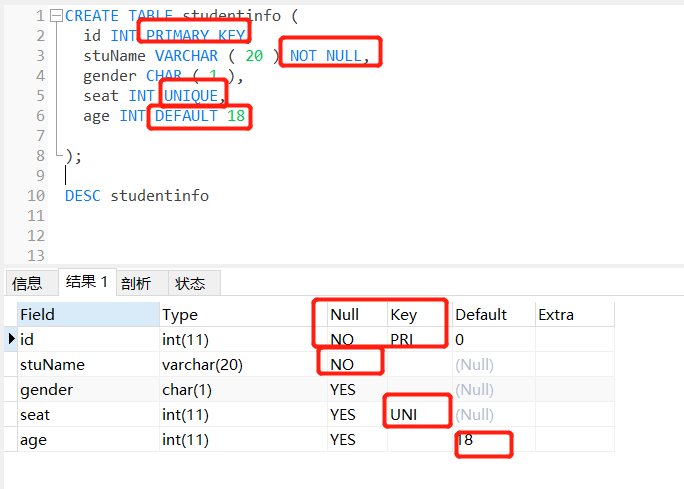 1 CREATE TABLE studentinfo (
2 id INT PRIMARY KEY
3 stuName VARCHAR ( 20 ) NOT NULL,
4 gender CHAR ( 1 ),
5 seat INT UNIQUE,
6 age INT DEFAULT 18
7
8 );
9
10 DESC studentinfo
11
12
13
信息 结果 1 剖析 状态
Field Type Null Key Default Extra
id int(11) NO PRI 0
stuName varchar(20) NO (Null)
gender char(1) YES (Null)
seat int(11) YES UNI (Null)
age int(11) YES 18